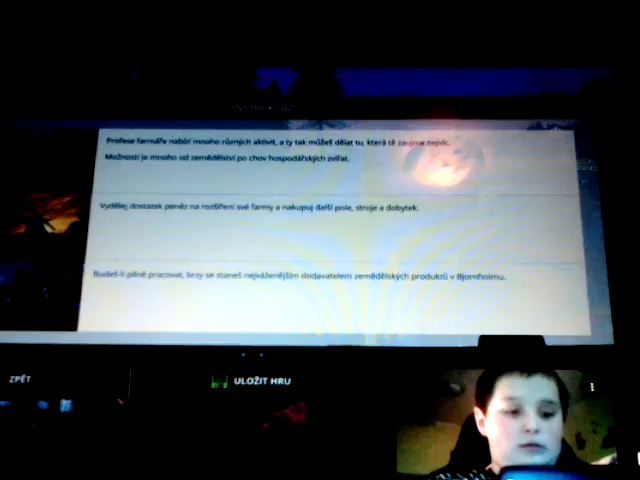 Profese farmáře nabízí mnoho různých aktivit, a ty tak můžeš dělat tu, která tě zaujme nejvíc.
Možností je mnoho od zemědělství po chov hospodářských zvířat.
Vydělej dostatek peněz na rozšíření své farmy a nakupuj další pole, stroje a dobytek.
Budeš-li pilně pracovat, brzy se staneš nejváženějším dodavatelem zemědělských produktů v Bjornholmu.
ZPĚT
ULOŽIT HRU